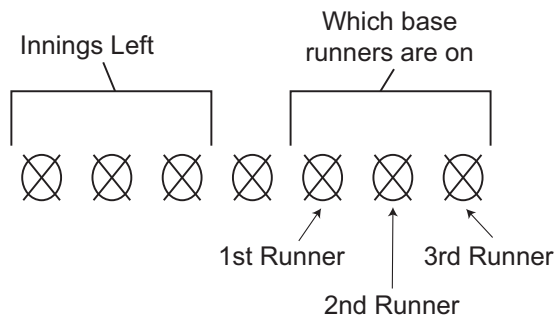 Innings Left
Which base
runners are on
1st Runner
2nd Runner
3rd Runner